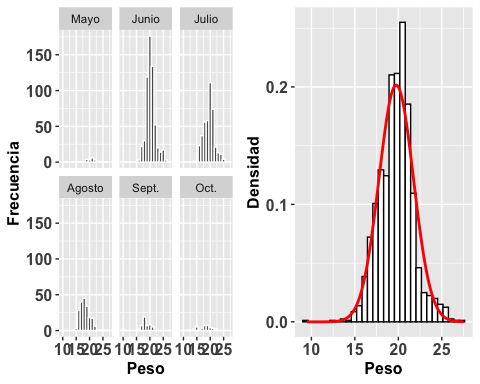 Mayo Junio Julio
150
100
50
0
Agosto Sept. Oct.
150
100
50
0
10 15 20 25 10 15 20 25 10 15 20 25
Peso
Frecuencia
0.2
0.1
0.0
10 15 20 25
Peso
Densidad